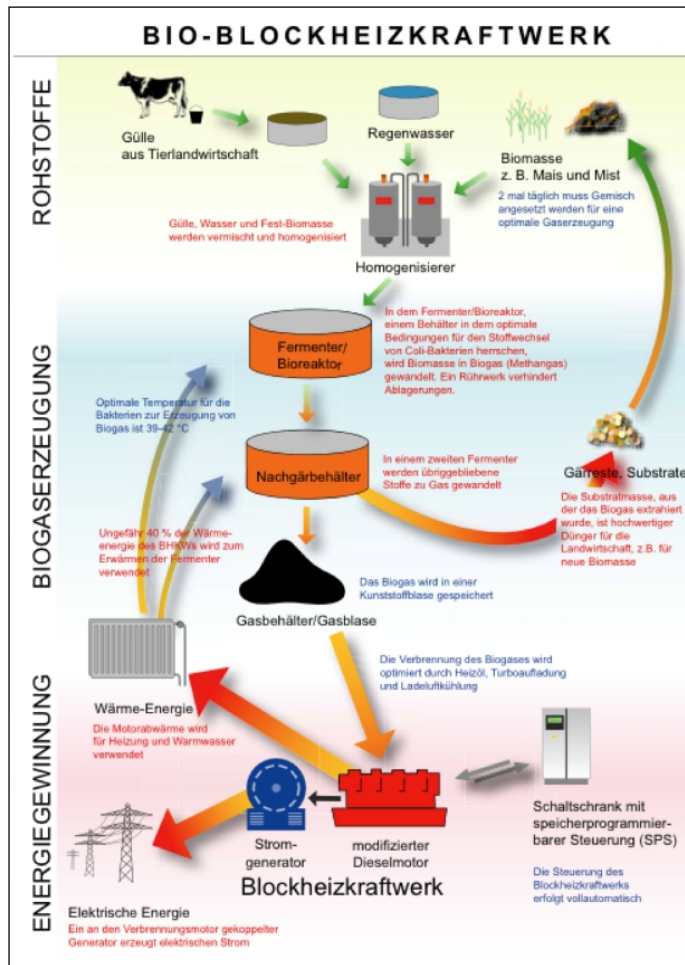 BIO-BLOCKHEIZKRAFTWERK
ROHSTOFFE
Gülle
aus Tierlandwirtschaft
Regenwasser
Biomasse
z. B. Mais und Mist
2 mal täglich muss Gemisch
angesetzt werden für eine
optimale Gaserzeugung
Gülle, Wasser und Fest-Biomasse
werden vermischt und homogenisiert
Homogenisierer
BIOGASERZEUGUNG
Fermenter/
Bioreaktor
In dem Fermenter/Bioreaktor,
einem Behälter in dem optimale
Bedingungen für den Stoffwechsel
von Coli-Bakterien herrschen,
wird Biomasse in Biogas (Methangas)
gewandelt. Ein Rührwerk verhindert
Ablagerungen.
Optimale Temperatur für die
Bakterien zur Erzeugung von
Biogas ist 39-42 °C
Nachgärbehälter
In einem zweiten Fermenter
werden übriggebliebene
Stoffe zu Gas gewandelt
Gärreste, Substrate
Die Substratmasse, aus
der das Biogas extrahiert
wurde, ist hochwertiger
Dünger für die
Landwirtschaft, z.B. für
neue Biomasse
Ungefähr 40 % der Wärme-
energie des BHKWs wird zum
Erwärmen der Fermenter
verwendet
Das Biogas wird in einer
Kunststoffblase gespeichert
Gasbehälter/Gasblase
ENERGIEGEWINNUNG
Die Verbrennung des Biogases wird
optimiert durch Heizöl, Turboaufladung
und Ladeluftkühlung
Wärme-Energie
Die Motorabwärme wird
für Heizung und Warmwasser
verwendet
Strom-
generator
modifizierter
Dieselmotor
Blockheizkraftwerk
Schaltschrank mit
speicherprogrammier-
barer Steuerung (SPS)
Die Steuerung des
Blockheizkraftwerks
erfolgt vollautomatisch
Elektrische Energie
Ein an den Verbrennungsmotor gekoppelter
Generator erzeugt elektrischen Strom